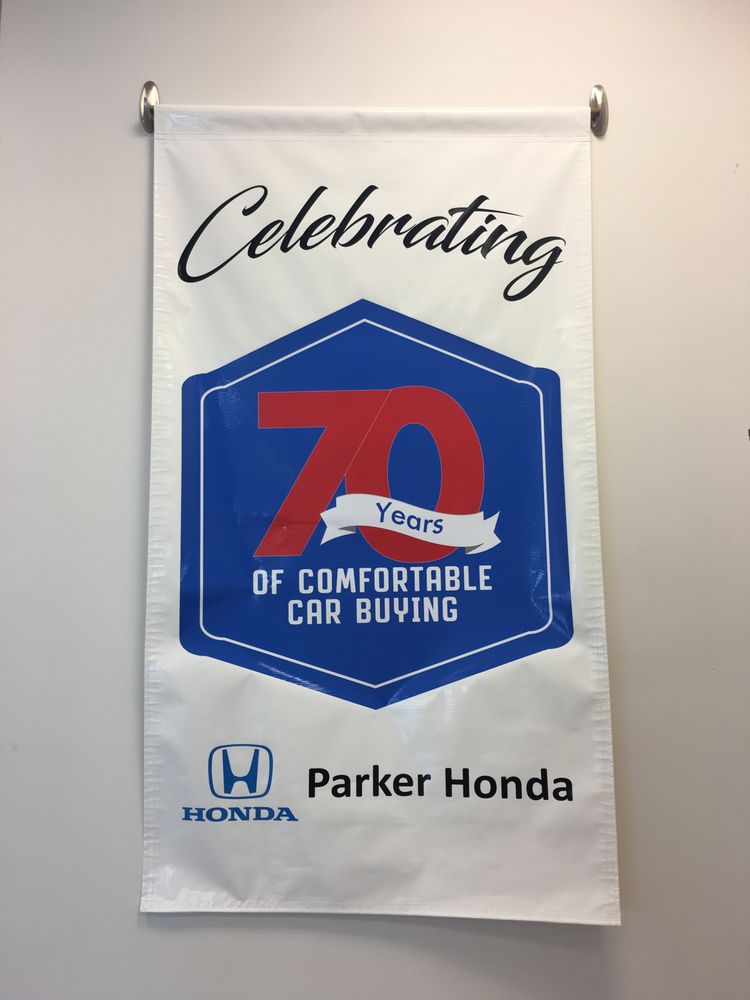 Celebrating
70
Years
OF COMFORTABLE
CAR BUYING
HONDA
Parker Honda